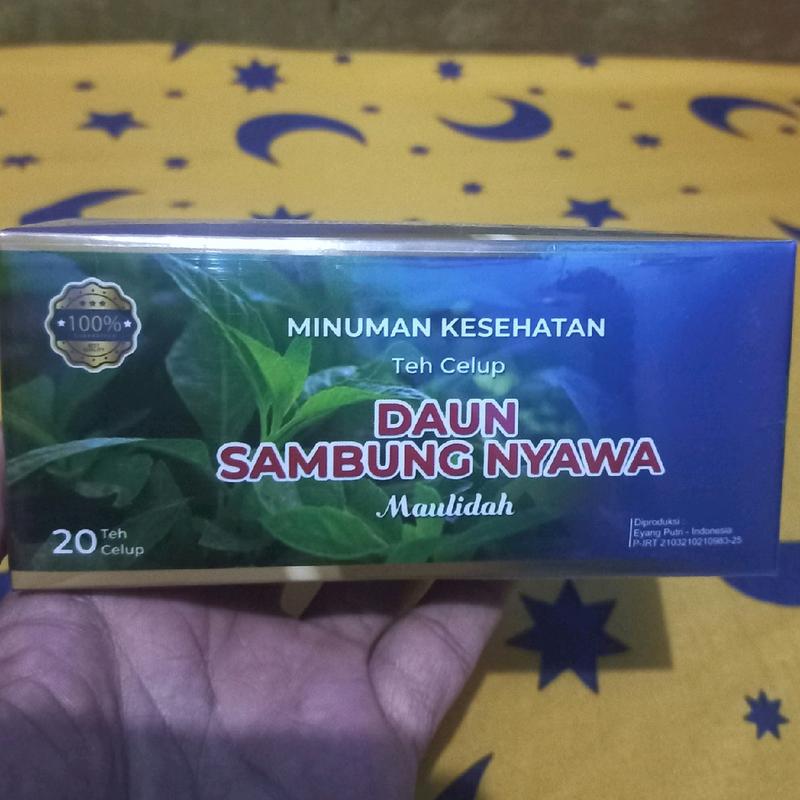 100%
MINUMAN KESEHATAN
Teh Celup
DAUN
SAMBUNG NYAWA
Maulidah
20 Teh
Celup
Diproduksi :
Eyang Putri - Indonesia
P-IRT 2103210210983-25